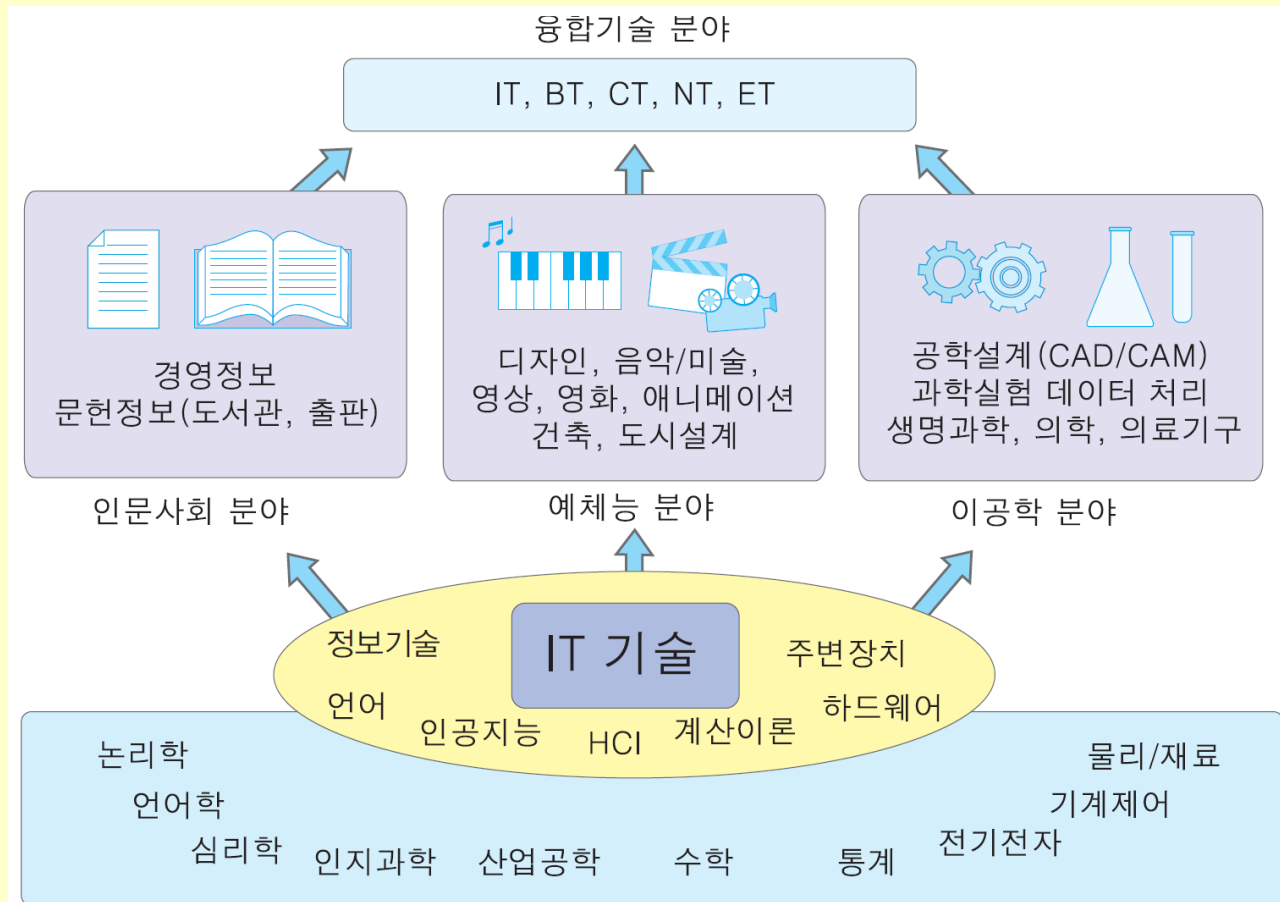 융합기술 분야
IT, BT, CT, NT, ET
경영정보
문헌정보(도서관, 출판)
인문사회 분야
디자인, 음악/미술,
영상, 영화, 애니메이션
건축, 도시설계
예체능 분야
공학설계(CAD/CAM)
과학실험 데이터 처리
생명과학, 의학, 의료기구
이공학 분야
IT 기술
정보기술
언어
인공지능
HCI
계산이론
하드웨어
주변장치
논리학
언어학
심리학
인지과학
산업공학
수학
통계
전기전자
기계제어
물리/재료